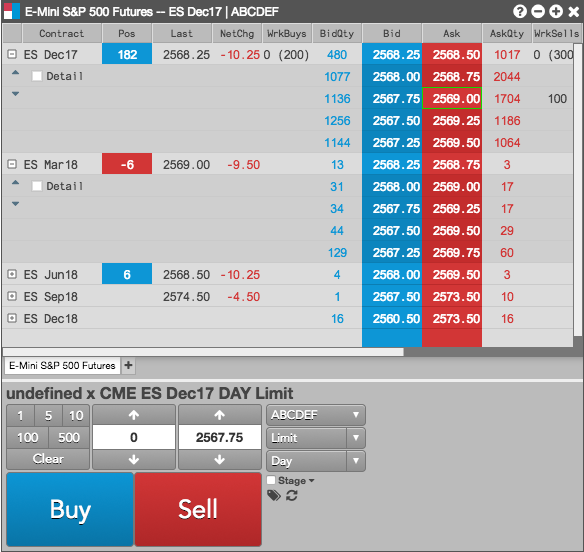 E-Mini S&P 500 Futures -- ES Dec17 | ABCDEF
Contract Pos Last NetChg WrkBuys BidQty Bid Ask AskQty WrkSells
ES Dec17 182 2568.25 -10.25 0 (200) 480 2568.25 2568.50 1017 0 (300
Detail 1077 2568.00 2568.75 2044
1136 2567.75 2569.00 1704 100
1256 2567.50 2569.25 1186
1144 2567.25 2569.50 1064
ES Mar18 -6 2569.00 -9.50 13 2568.25 2568.75 3
Detail 31 2568.00 2569.00 17
34 2567.75 2569.25 17
44 2567.50 2569.50 29
129 2567.25 2569.75 60
ES Jun18 6 2568.50 -10.25 4 2568.00 2569.50 3
ES Sep18 2574.50 -4.50 1 2567.50 2573.50 10
ES Dec18 16 2560.50 2573.50 16
E-Mini S&P 500 Futures +
undefined x CME ES Dec17 DAY Limit
1 5 10 ABCDEF
100 500 0 2567.75 Limit
Clear Day
Buy Sell Stage